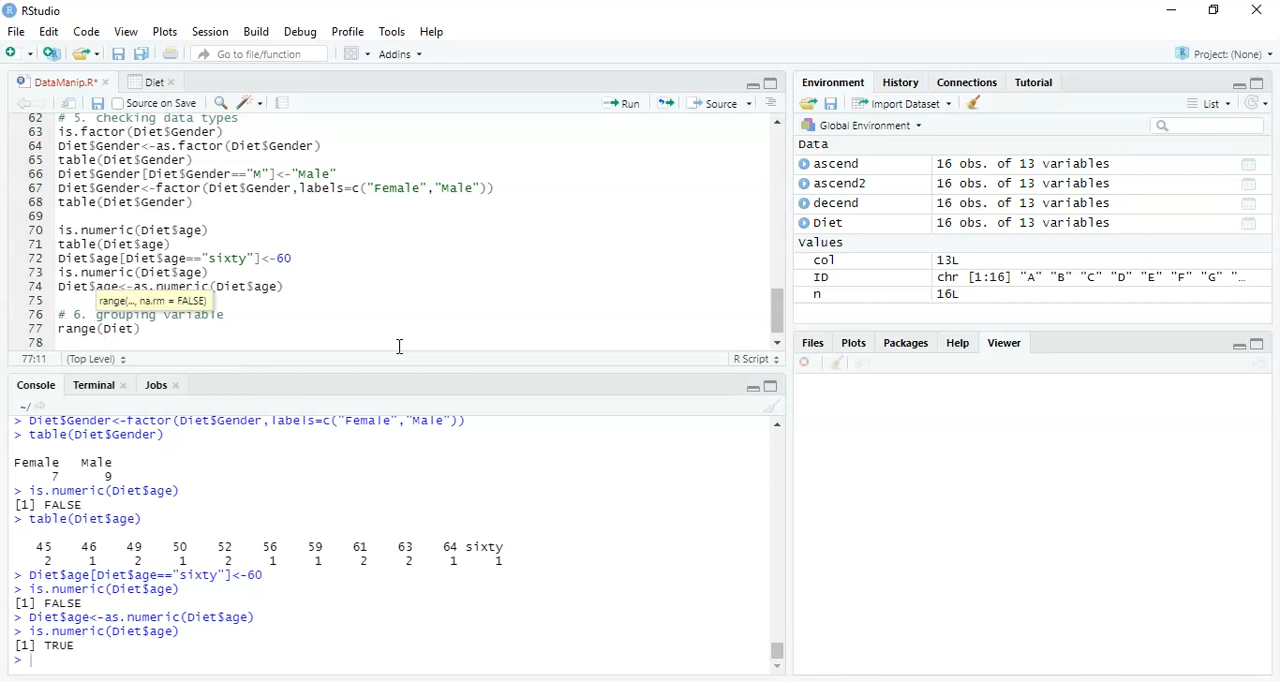 RStudio
File Edit Code View Plots Session Build Debug Profile Tools Help
Go to file/function Addins Project: (None)
DataManip.R* Diet
Source on Save Run Source
62 # 5. checking data types
63 is.factor(Diet$Gender)
64 Diet$Gender<-as.factor(Diet$Gender)
65 table(Diet$Gender)
66 Diet$Gender[Diet$Gender=="M"]<-"Male"
67 Diet$Gender<-factor(Diet$Gender,labels=c("Female","Male"))
68 table(Diet$Gender)
69
70 is.numeric(Diet$age)
71 table(Diet$age)
72 Diet$age[Diet$age=="sixty"]<-60
73 is.numeric(Diet$age)
74 Diet$age<-as.numeric(Diet$age)
75
range(..., na.rm = FALSE)
76 # 6. grouping variable
77 range(Diet)
78
77:11 (Top Level) R Script
Console Terminal Jobs
~/
> Diet$Gender<-factor(Diet$Gender,labels=c("Female","Male"))
> table(Diet$Gender)
Female Male
7 9
> is.numeric(Diet$age)
[1] FALSE
> table(Diet$age)
45 46 49 50 52 56 59 61 63 64 sixty
2 1 2 1 2 1 1 2 2 1 1
> Diet$age[Diet$age=="sixty"]<-60
> is.numeric(Diet$age)
[1] FALSE
> Diet$age<-as.numeric(Diet$age)
> is.numeric(Diet$age)
[1] TRUE
>
Environment History Connections Tutorial
Import Dataset List
Global Environment
Data
ascend 16 obs. of 13 variables
ascend2 16 obs. of 13 variables
decend 16 obs. of 13 variables
Diet 16 obs. of 13 variables
values
col 13L
ID chr [1:16] "A" "B" "C" "D" "E" "F" "G" "...
n 16L
Files Plots Packages Help Viewer